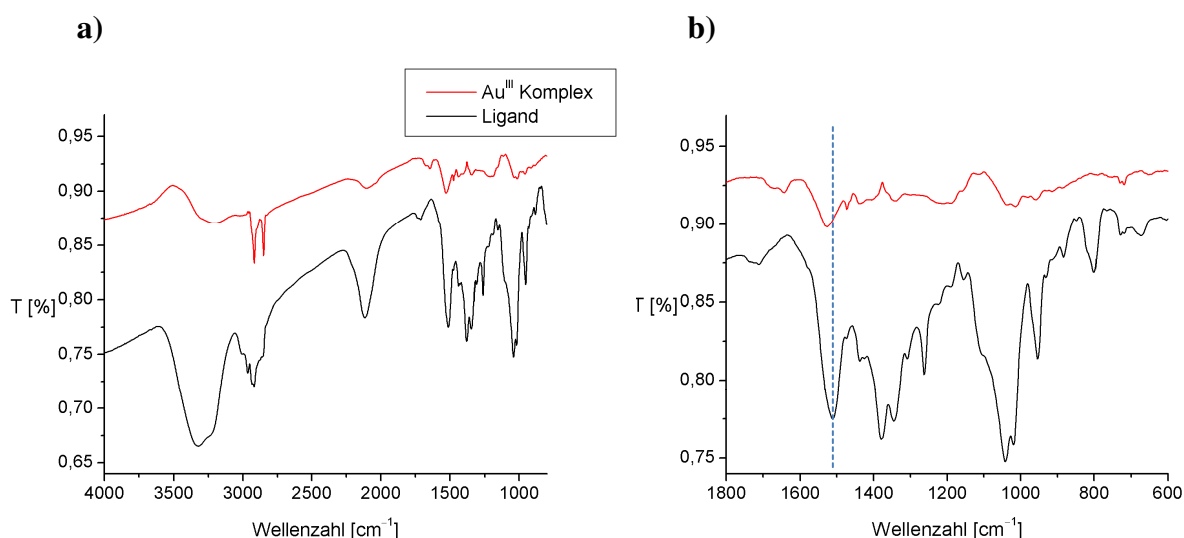 a)
b)
Au^III Komplex
Ligand
0,95
0,90
0,85
0,80
0,75
0,70
0,65
T [%]
4000 3500 3000 2500 2000 1500 1000
Wellenzahl [cm⁻¹]
0,95
0,90
0,85
0,80
0,75
T [%]
1800 1600 1400 1200 1000 800 600
Wellenzahl [cm⁻¹]